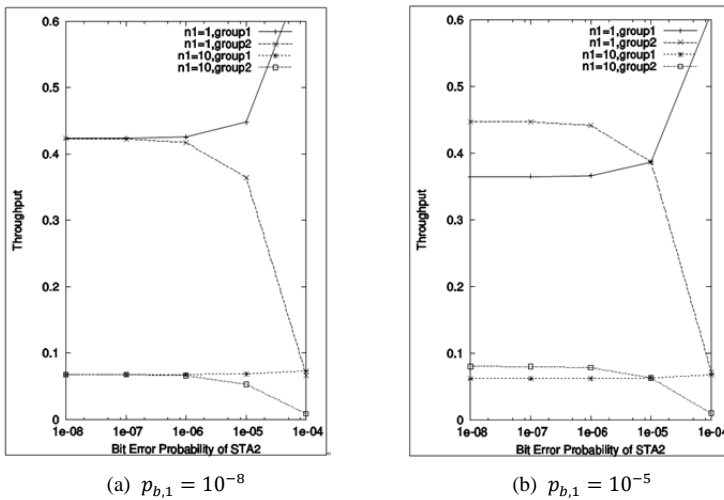 0.6
0.5
0.4
0.3
0.2
0.1
0
Throughput
n1=1,group1
n1=1,group2
n1=10,group1
n1=10,group2
1e-08 1e-07 1e-06 1e-05 1e-04
Bit Error Probability of STA2
(a) p_{b,1} = 10^{-8}
0.6
0.5
0.4
0.3
0.2
0.1
0
Throughput
n1=1,group1
n1=1,group2
n1=10,group1
n1=10,group2
1e-08 1e-07 1e-06 1e-05 1e-04
Bit Error Probability of STA2
(b) p_{b,1} = 10^{-5}